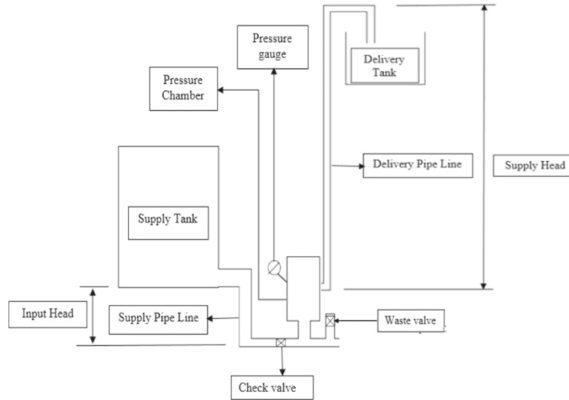 Pressure
gauge
Delivery
Tank
Pressure
Chamber
Delivery Pipe Line
Supply Head
Supply Tank
Input Head
Supply Pipe Line
Waste valve
Check valve